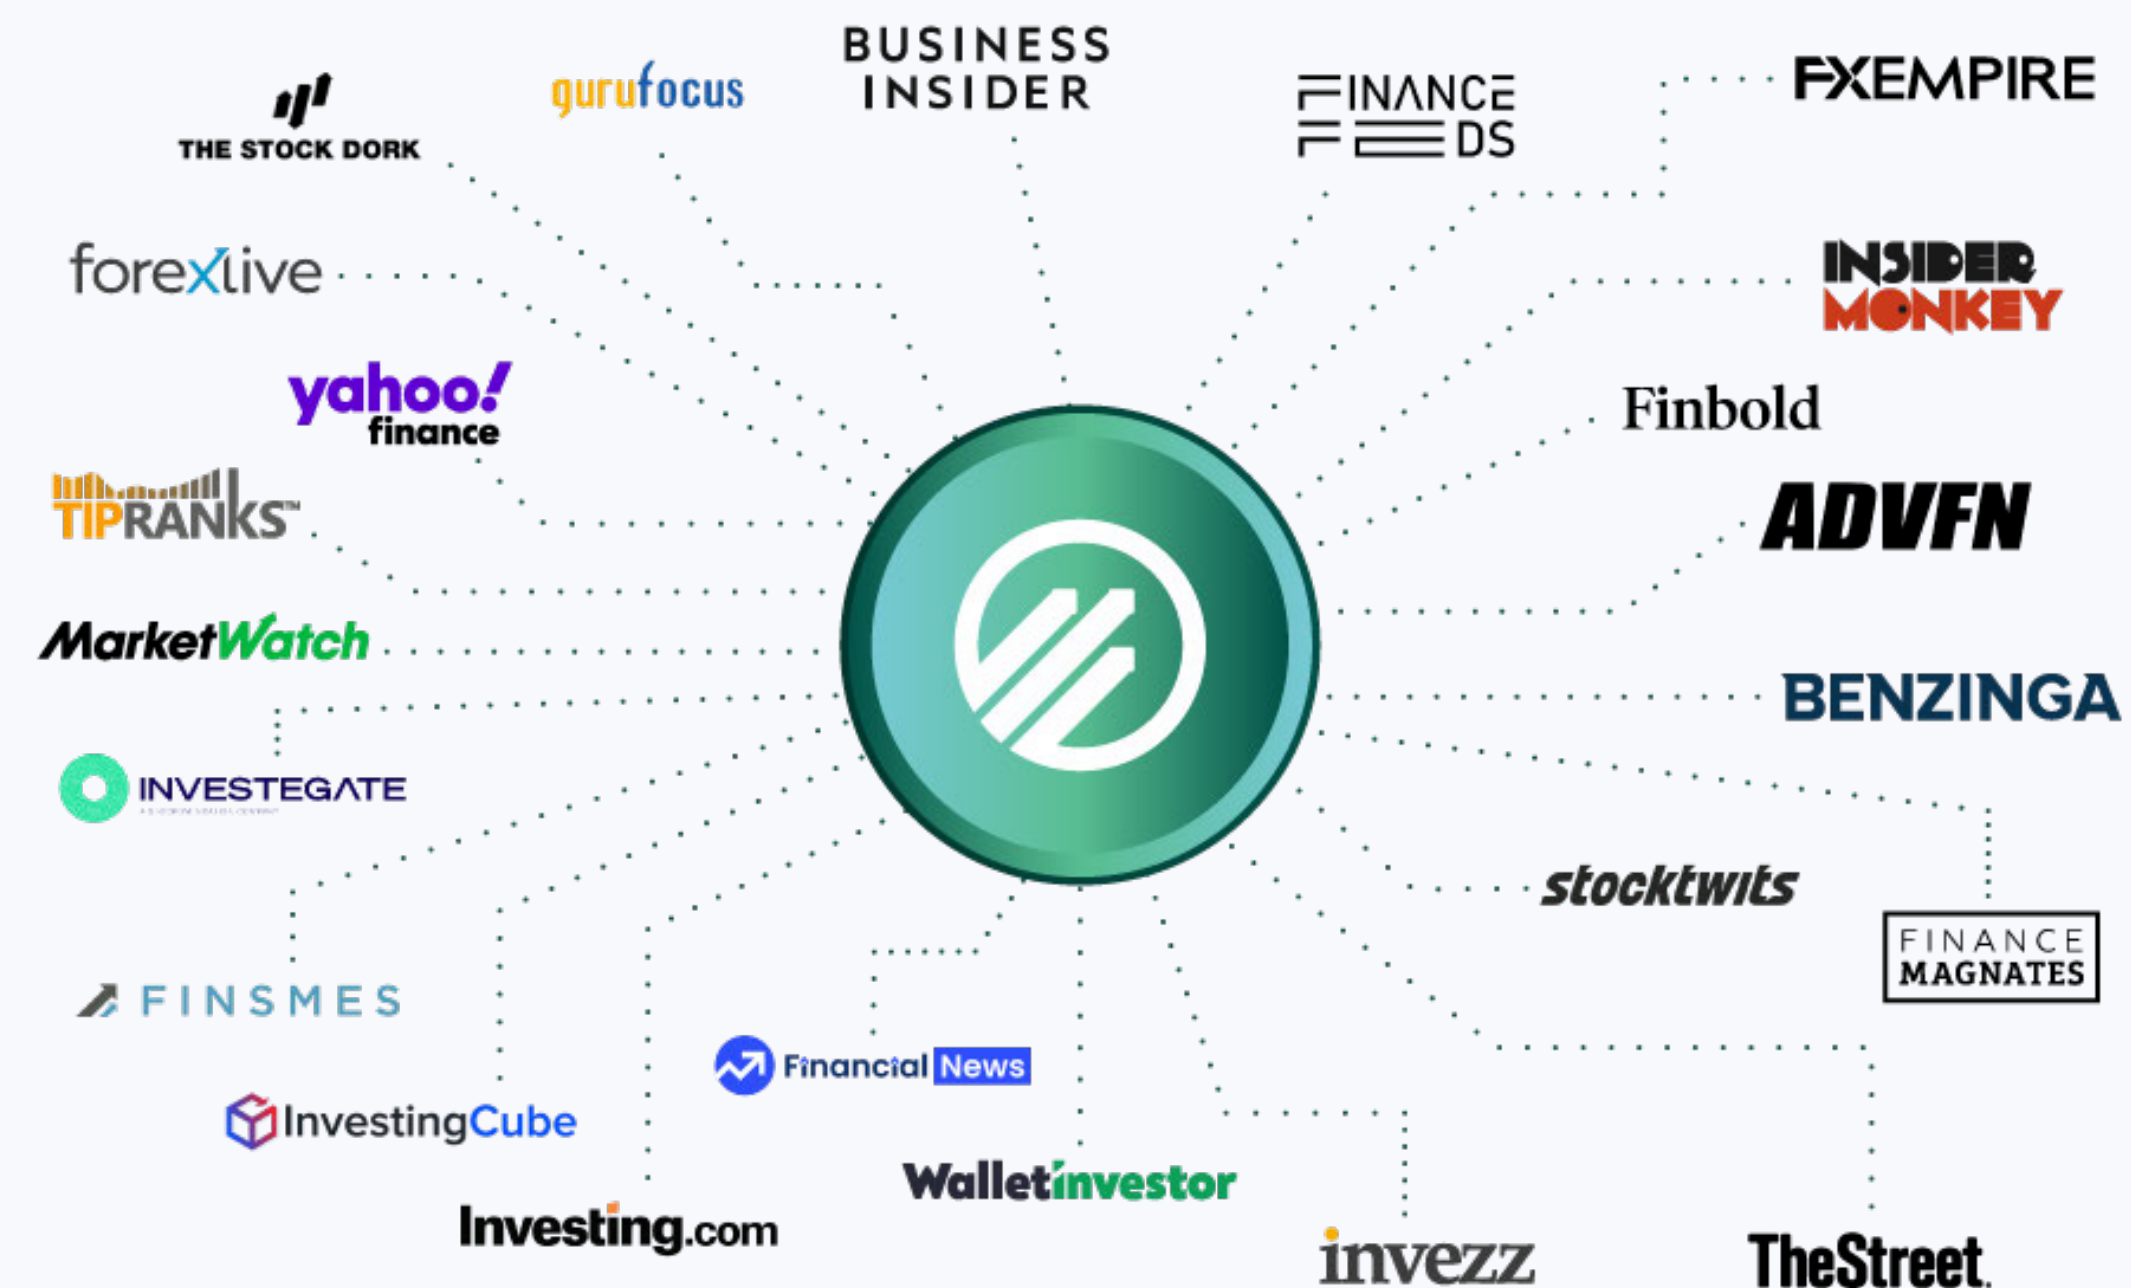 BUSINESS
INSIDER
gurufocus
THE STOCK DORK
FINANCE
FEEDS
FXEMPIRE
forexlive
INSIDER
MONKEY
yahoo!
finance
Finbold
TIPRANKS™
ADVFN
MarketWatch
BENZINGA
INVESTEGATE
stocktwits
FINANCE
MAGNATES
FINSMES
Financial News
InvestingCube
Walletinvestor
Investing.com
invezz
TheStreet.